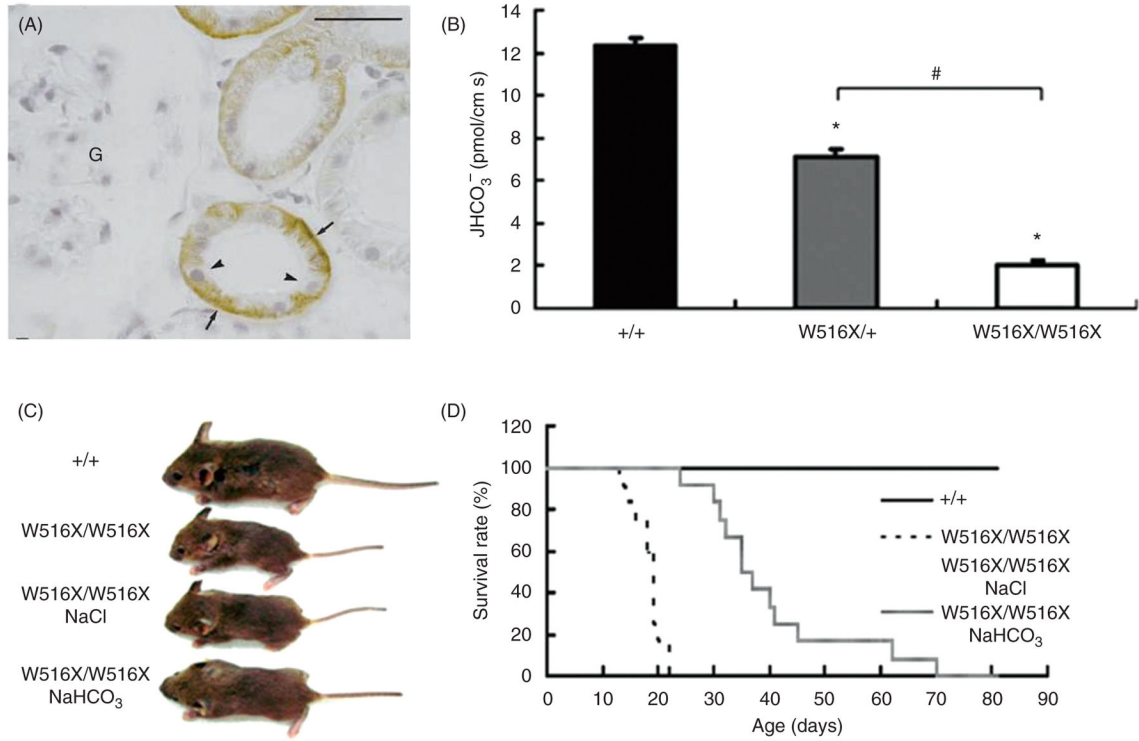 (A)
G
(B)
JHCO₃⁻ (pmol/cm s)
14
12
10
8
6
4
2
0
#
*
*
+/+
W516X/+
W516X/W516X
(C)
+/+
W516X/W516X
W516X/W516X
NaCl
W516X/W516X
NaHCO₃
(D)
Survival rate (%)
120
100
80
60
40
20
0
+/+
W516X/W516X
W516X/W516X
NaCl
W516X/W516X
NaHCO₃
0 10 20 30 40 50 60 70 80 90
Age (days)